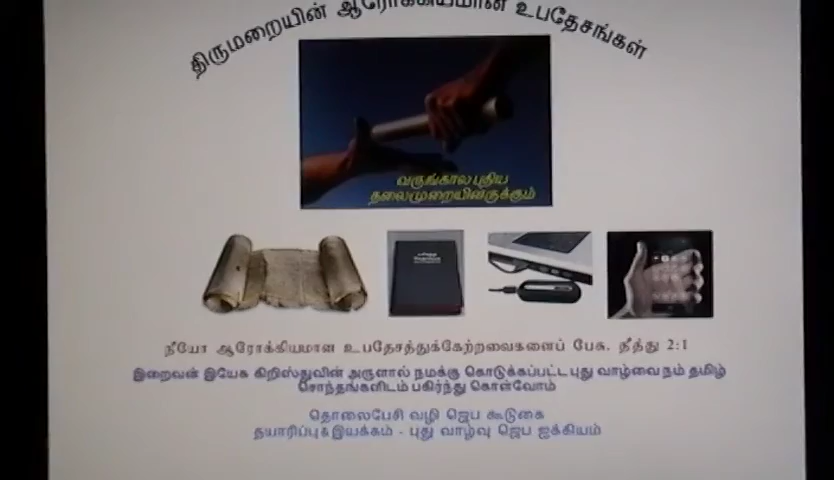 திருமறையின் ஆரோக்கியமான உபதேசங்கள்
வருங்கால புதிய
தலைமுறையினருக்கும்
நீயோ ஆரோக்கியமான உபதேசத்துக்கேற்றவைகளைப் பேசு. தீத்து 2:1
இறைவன் இயேசு கிறிஸ்துவின் அருளால் நமக்கு கொடுக்கப்பட்ட புது வாழ்வை நம் தமிழ்
சொந்தங்களிடம் பகிர்ந்து கொள்வோம்
தொலைபேசி வழி ஜெப கூடுகை
தயாரிப்பு & இயக்கம் - புது வாழ்வு ஜெப ஐக்கியம்